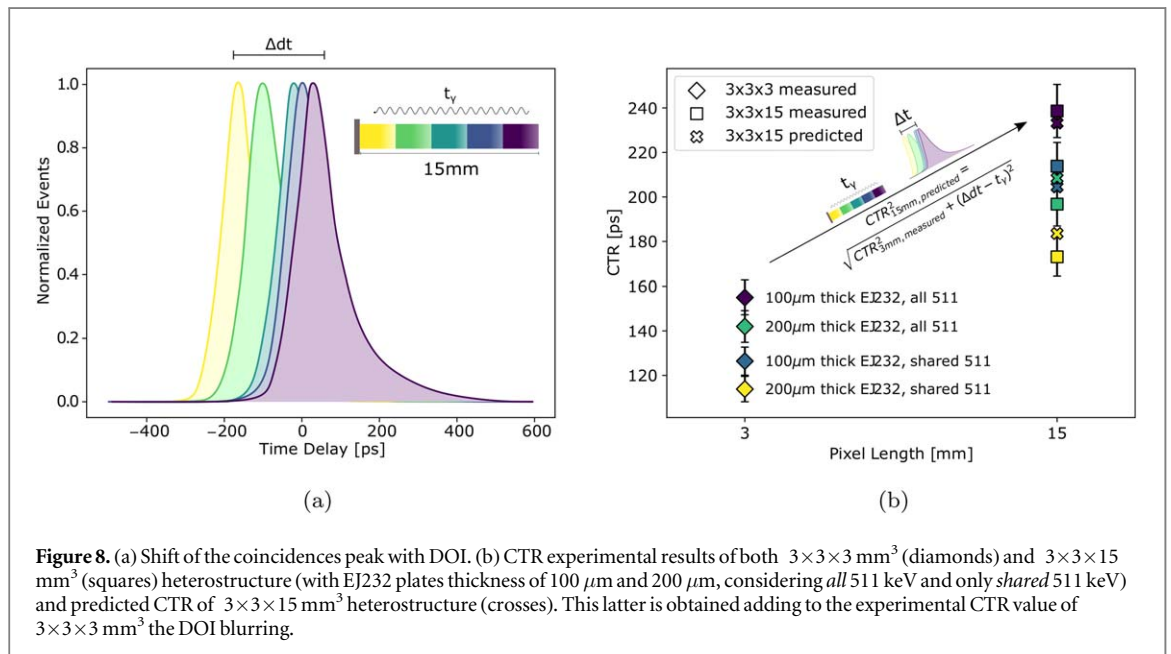 Δdt
1.0
0.8
0.6
0.4
0.2
0.0
Normalized Events
tγ
15mm
−400
−200
0
200
400
600
Time Delay [ps]
(a)
3x3x3 measured
3x3x15 measured
3x3x15 predicted
240
220
200
180
160
140
120
CTR [ps]
Δt
tγ
CTR²15mm,predicted =
√CTR²3mm,measured + (Δdt − tγ)²
100μm thick EJ232, all 511
200μm thick EJ232, all 511
100μm thick EJ232, shared 511
200μm thick EJ232, shared 511
3
15
Pixel Length [mm]
(b)
Figure 8. (a) Shift of the coincidences peak with DOI. (b) CTR experimental results of both 3×3×3 mm³ (diamonds) and 3×3×15
mm³ (squares) heterostructure (with EJ232 plates thickness of 100 μm and 200 μm, considering all 511 keV and only shared 511 keV)
and predicted CTR of 3×3×15 mm³ heterostructure (crosses). This latter is obtained adding to the experimental CTR value of
3×3×3 mm³ the DOI blurring.